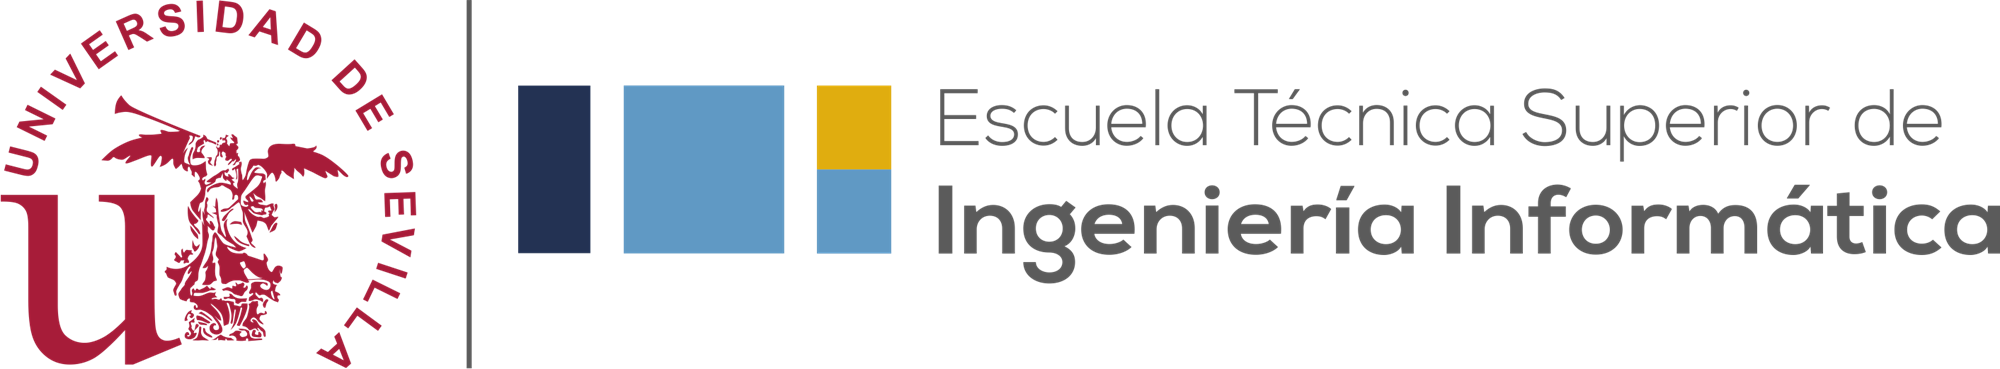 UNIVERSIDAD DE SEVILLA
u
Escuela Técnica Superior de
Ingeniería Informática